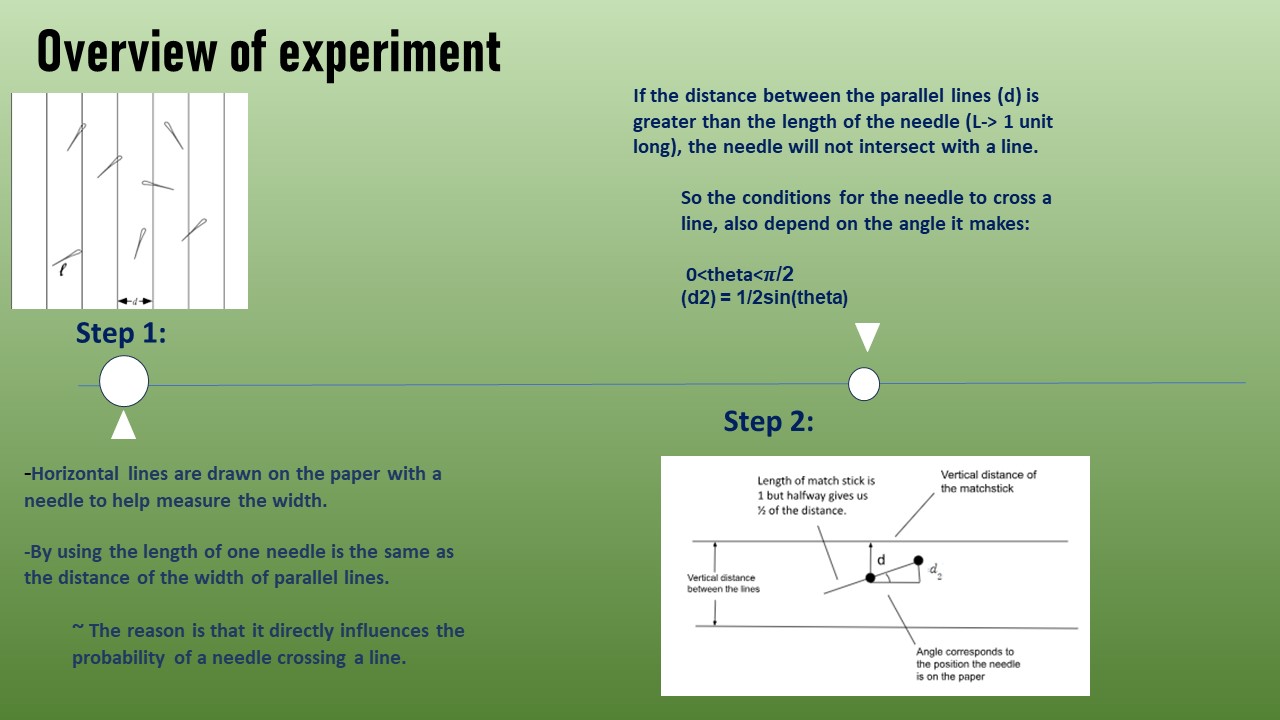 Overview of experiment
ℓ
d
Step 1:
-Horizontal lines are drawn on the paper with a
needle to help measure the width.
-By using the length of one needle is the same as
the distance of the width of parallel lines.
~ The reason is that it directly influences the
probability of a needle crossing a line.
If the distance between the parallel lines (d) is
greater than the length of the needle (L-> 1 unit
long), the needle will not intersect with a line.
So the conditions for the needle to cross a
line, also depend on the angle it makes:
0<theta<π/2
(d2) = 1/2sin(theta)
Step 2:
Length of match stick is
1 but halfway gives us
½ of the distance.
Vertical distance of
the matchstick
Vertical distance
between the lines
d
d₂
Angle corresponds to
the position the needle
is on the paper